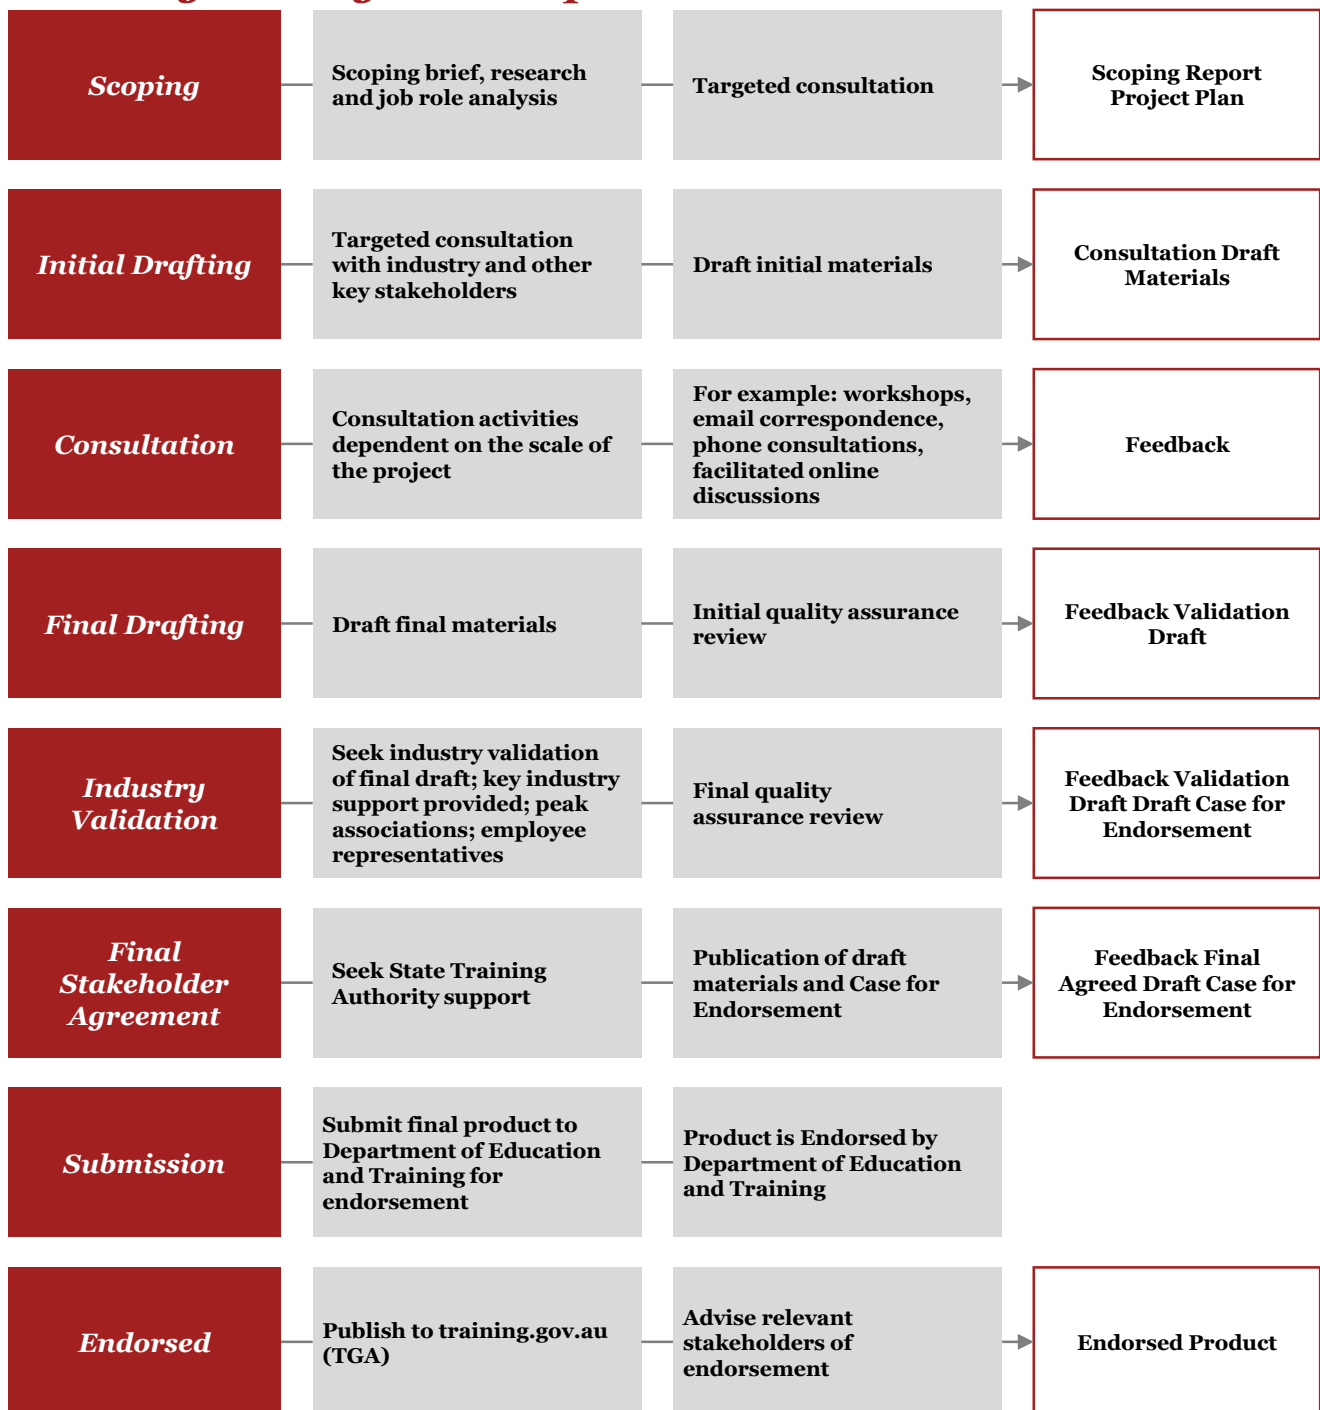 Scoping
Scoping brief, research
and job role analysis
Targeted consultation
Scoping Report
Project Plan
Initial Drafting
Targeted consultation
with industry and other
key stakeholders
Draft initial materials
Consultation Draft
Materials
Consultation
Consultation activities
dependent on the scale of
the project
For example: workshops,
email correspondence,
phone consultations,
facilitated online
discussions
Feedback
Final Drafting
Draft final materials
Initial quality assurance
review
Feedback Validation
Draft
Industry
Validation
Seek industry validation
of final draft; key industry
support provided; peak
associations; employee
representatives
Final quality
assurance review
Feedback Validation
Draft Draft Case for
Endorsement
Final
Stakeholder
Agreement
Seek State Training
Authority support
Publication of draft
materials and Case for
Endorsement
Feedback Final
Agreed Draft Case for
Endorsement
Submission
Submit final product to
Department of Education
and Training for
endorsement
Product is Endorsed by
Department of Education
and Training
Endorsed
Publish to training.gov.au
(TGA)
Advise relevant
stakeholders of
endorsement
Endorsed Product